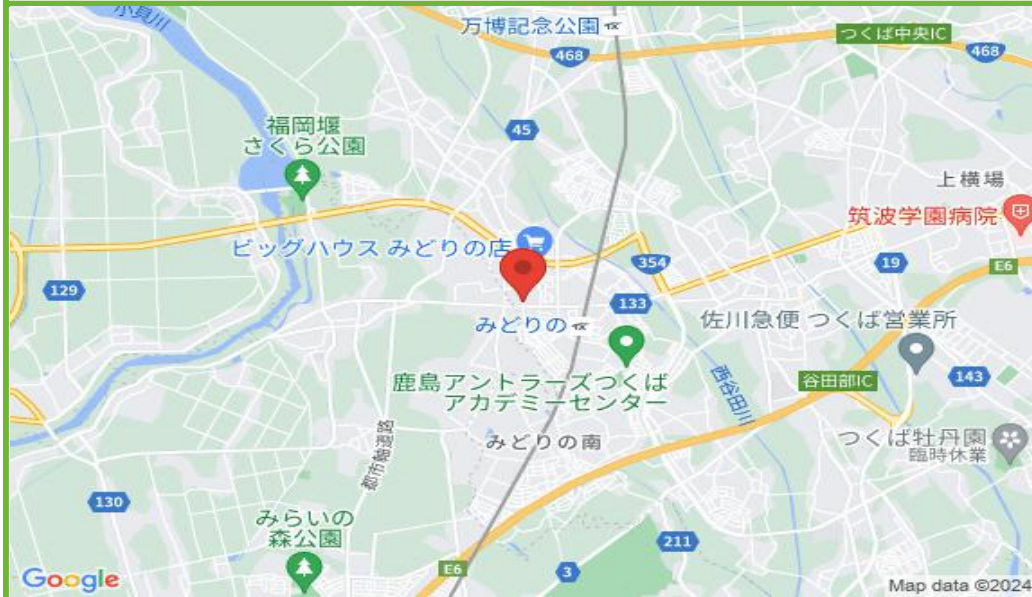 小貝川
万博記念公園
つくば中央IC
468
468
福岡堰
さくら公園
45
上横場
筑波学園病院
ビッグハウス みどりの店
354
19
E6
129
133
みどりの
佐川急便 つくば営業所
鹿島アントラーズつくば
アカデミーセンター
西谷田川
谷田部IC
143
みどりの南
都市軸道路
つくば牡丹園
臨時休業
130
みらいの
森公園
211
E6
3
Google
Map data ©2024